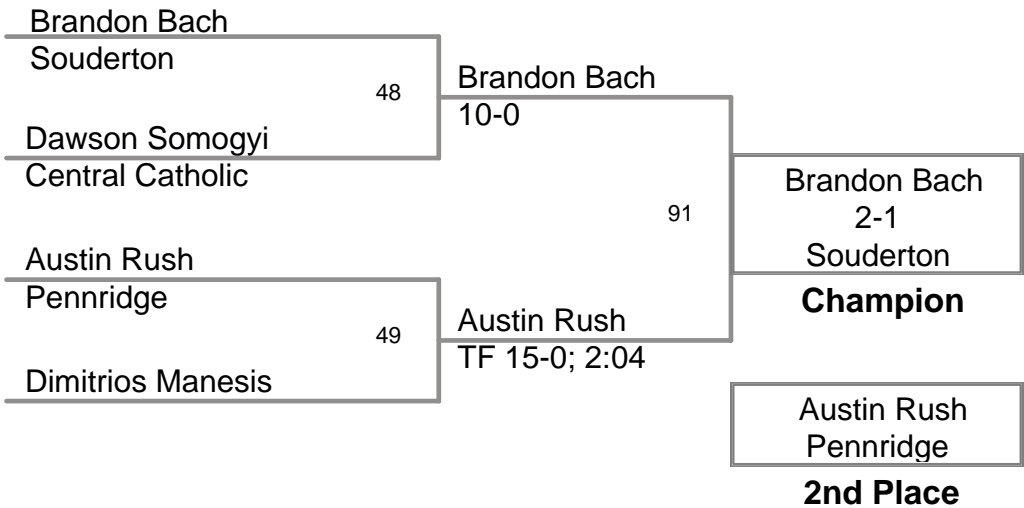 Brandon Bach
Souderton
48
Dawson Somogyi
Central Catholic
Brandon Bach
10-0
Austin Rush
Pennridge
49
Dimitrios Manesis
Austin Rush
TF 15-0; 2:04
91
Brandon Bach
2-1
Souderton
Champion
Austin Rush
Pennridge
2nd Place